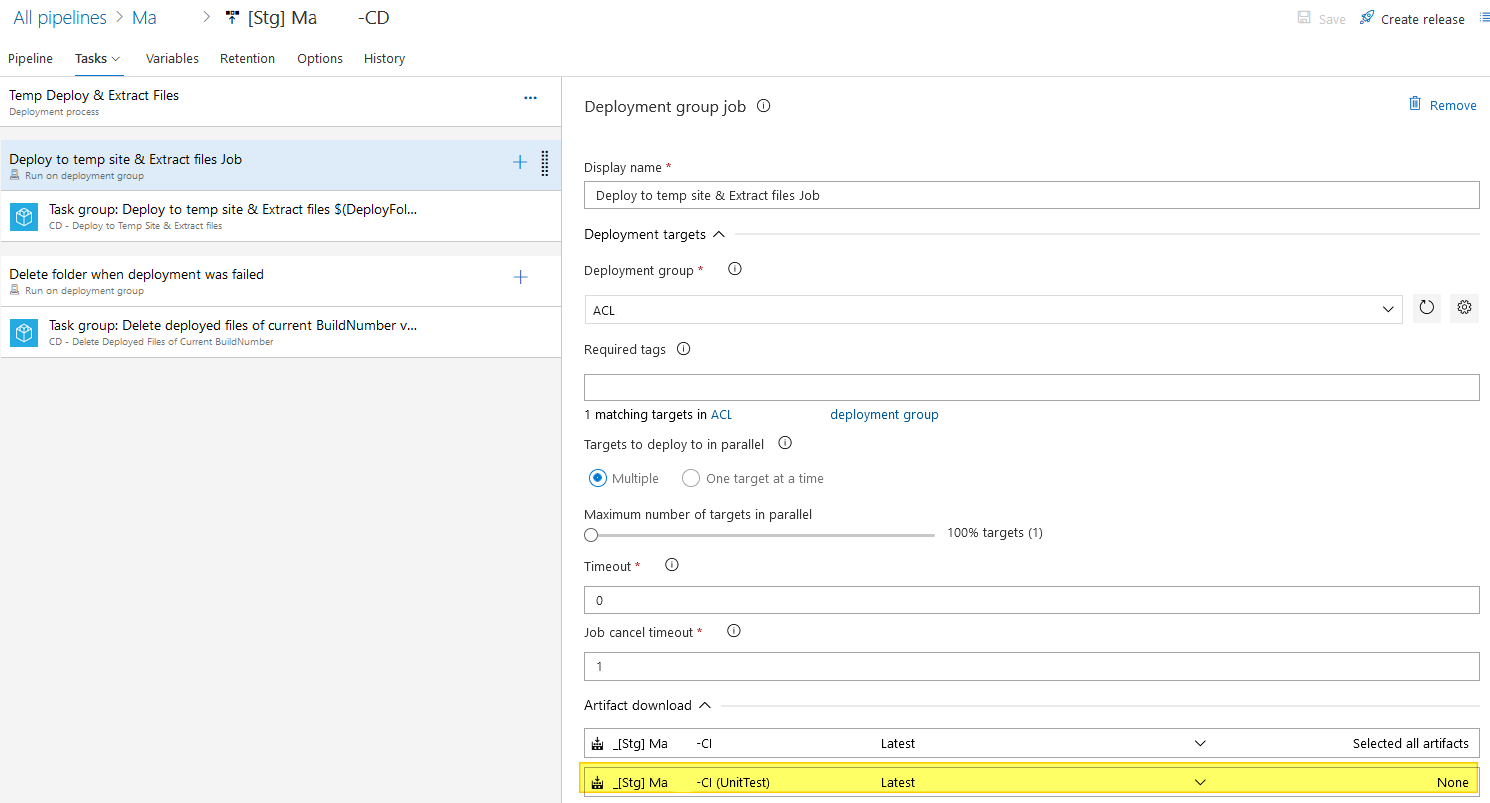 All pipelines > Ma > [Stg] Ma -CD
Save Create release
Pipeline Tasks Variables Retention Options History
Temp Deploy & Extract Files
Deployment process
Deploy to temp site & Extract files Job
Run on deployment group
Task group: Deploy to temp site & Extract files $(DeployFol...
CD - Deploy to Temp Site & Extract files
Delete folder when deployment was failed
Run on deployment group
Task group: Delete deployed files of current BuildNumber v...
CD - Delete Deployed Files of Current BuildNumber
Deployment group job
Remove
Display name *
Deploy to temp site & Extract files Job
Deployment targets
Deployment group *
ACL
Required tags
1 matching targets in ACL deployment group
Targets to deploy to in parallel
Multiple One target at a time
Maximum number of targets in parallel
100% targets (1)
Timeout *
0
Job cancel timeout *
1
Artifact download
_[Stg] Ma -CI Latest Selected all artifacts
_[Stg] Ma -CI (UnitTest) Latest None